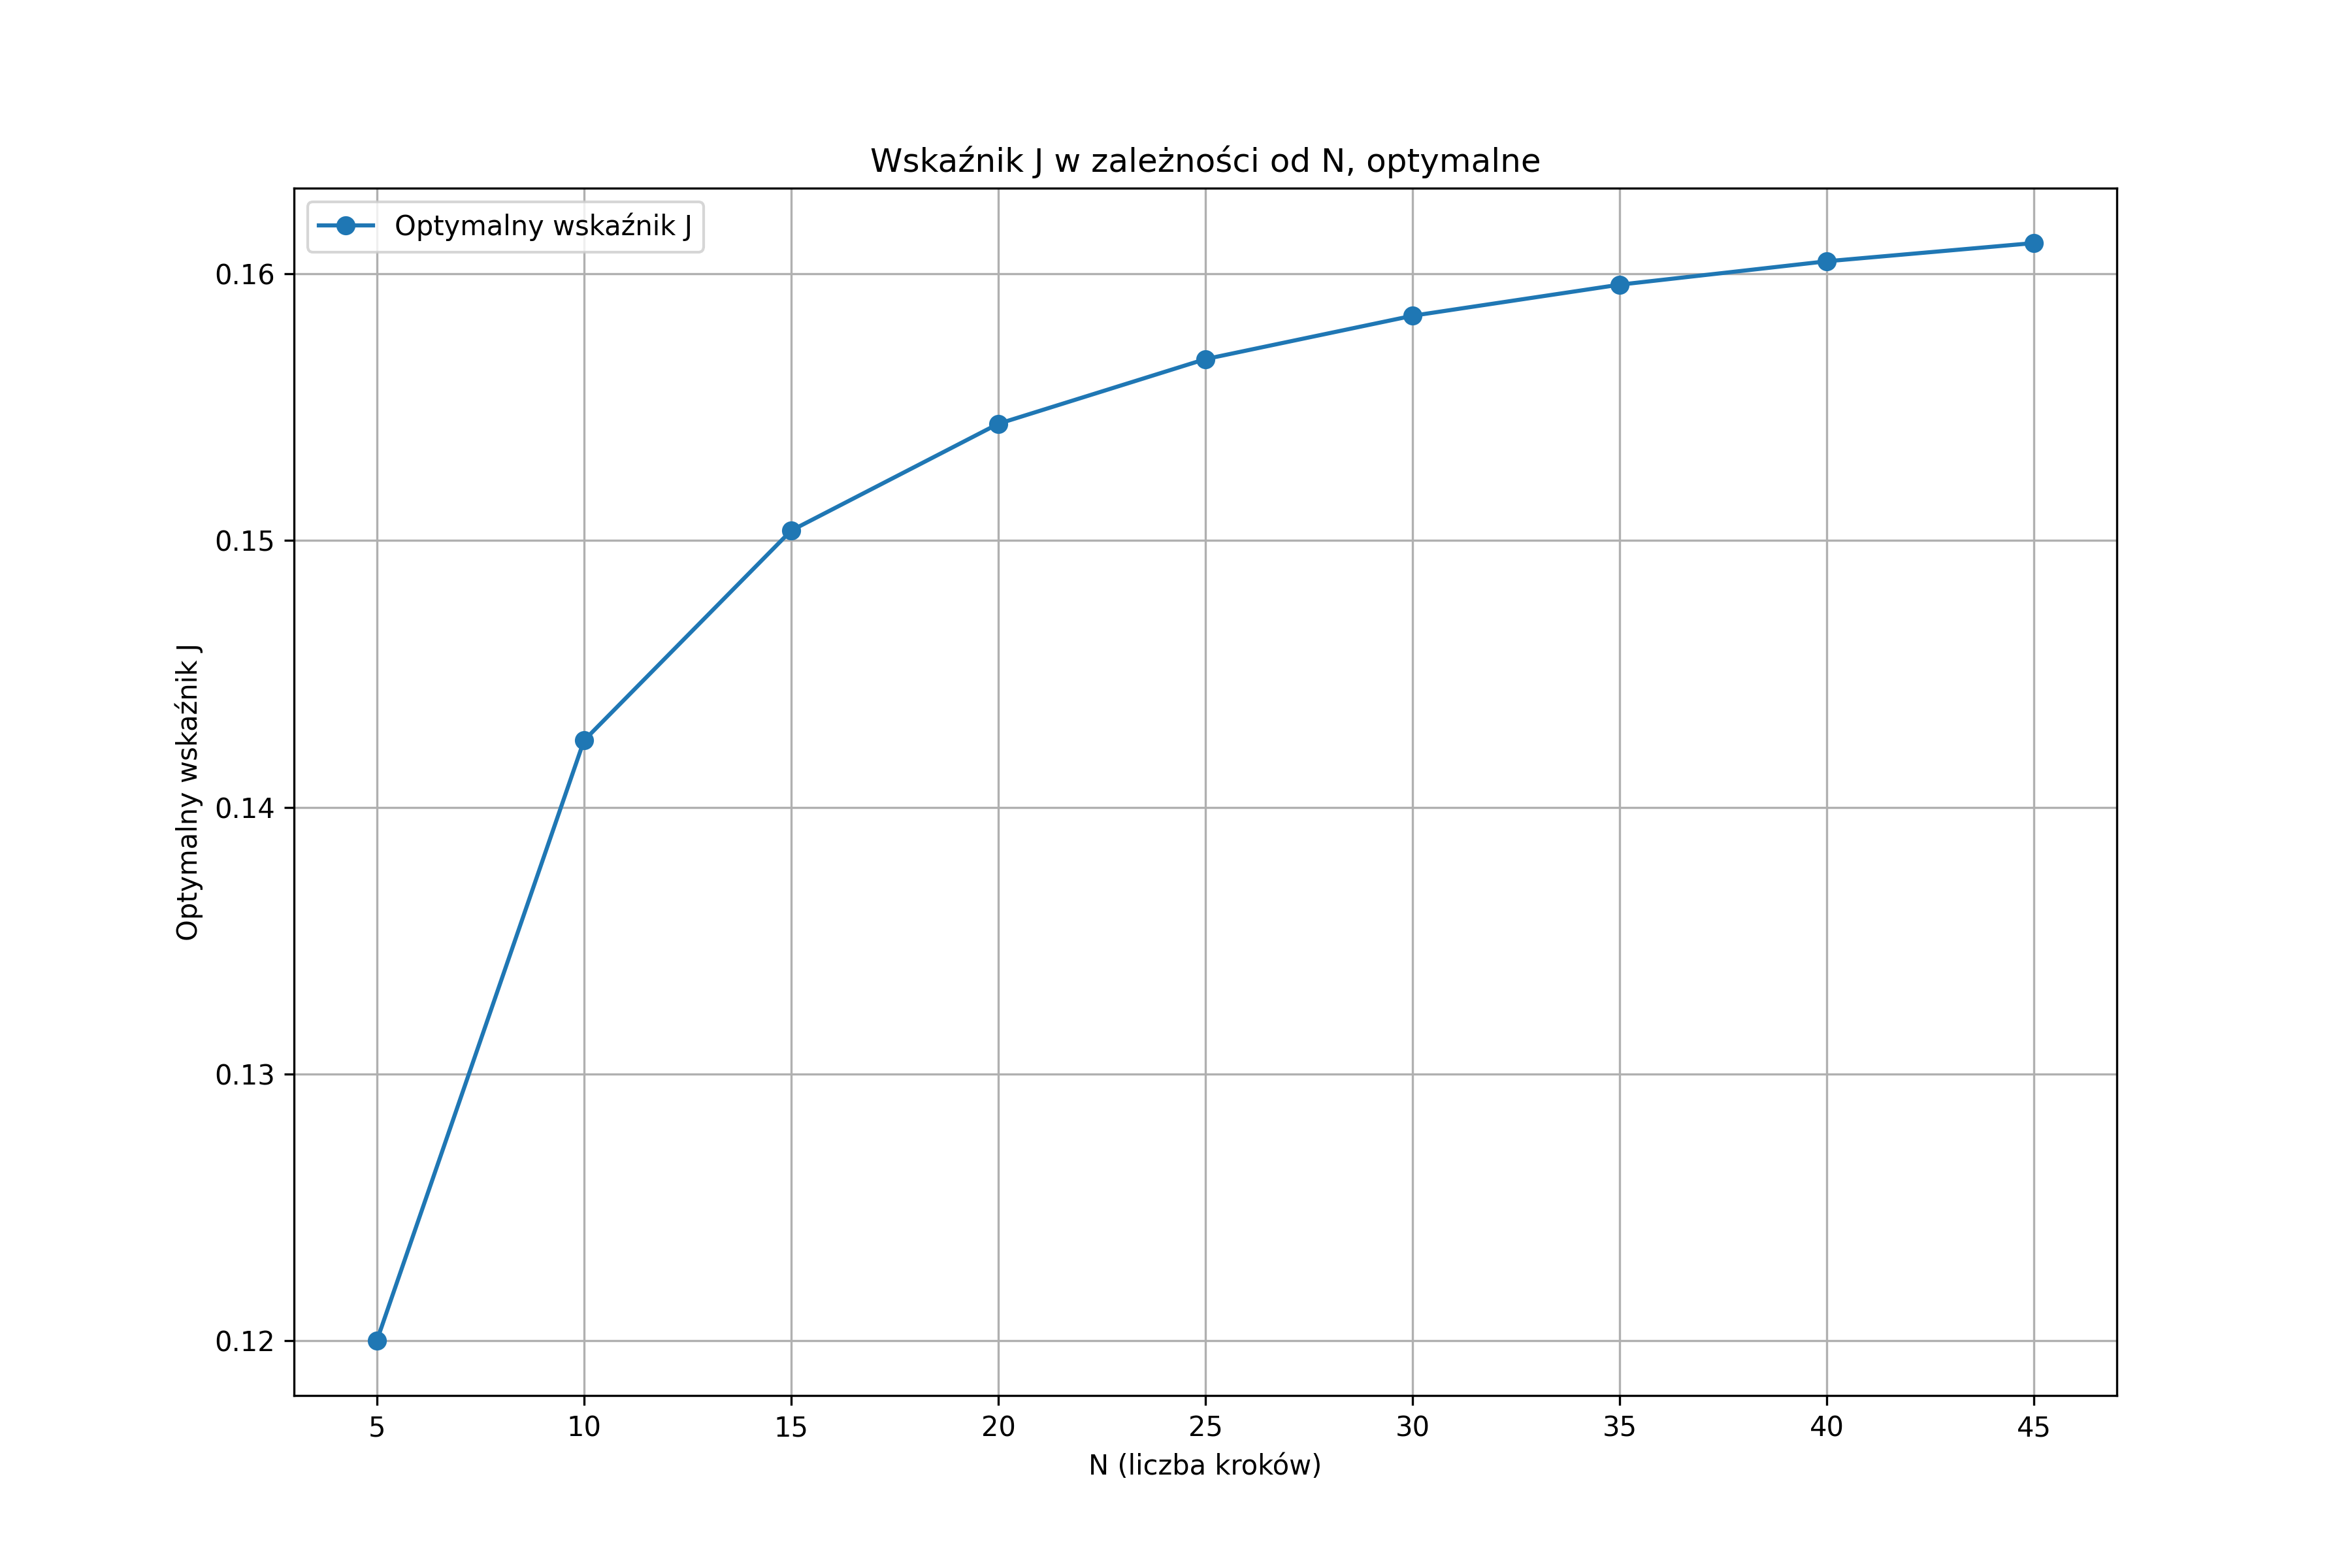 Wskaźnik J w zależności od N, optymalne
Optymalny wskaźnik J
0.16
0.15
0.14
0.13
0.12
Optymalny wskaźnik J
5 10 15 20 25 30 35 40 45
N (liczba kroków)